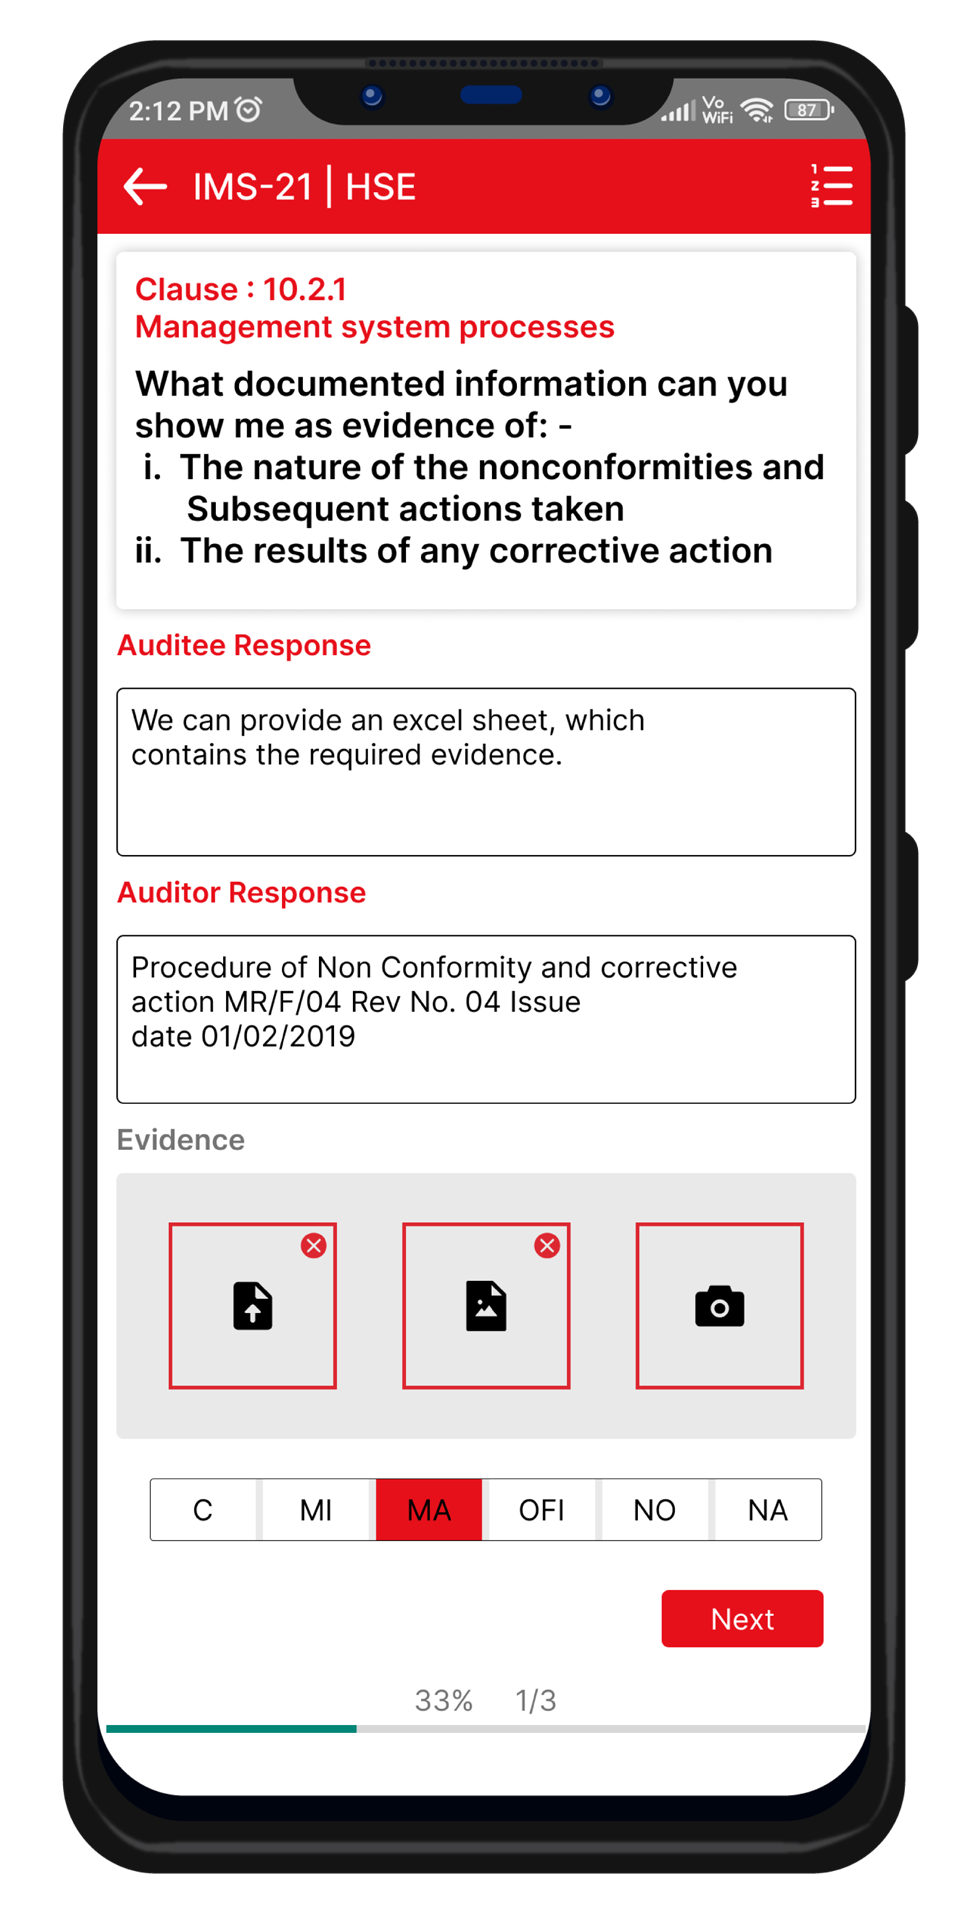 2:12 PM
Vo
WiFi
87
IMS-21 | HSE
1
2
3
Clause : 10.2.1
Management system processes
What documented information can you
show me as evidence of: -
i. The nature of the nonconformities and
Subsequent actions taken
ii. The results of any corrective action
Auditee Response
We can provide an excel sheet, which
contains the required evidence.
Auditor Response
Procedure of Non Conformity and corrective
action MR/F/04 Rev No. 04 Issue
date 01/02/2019
Evidence
C MI MA OFI NO NA
Next
33% 1/3